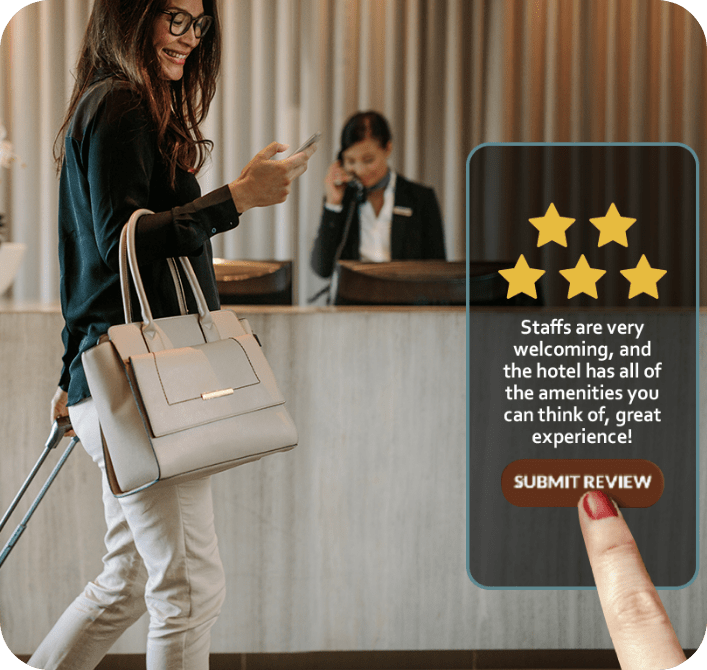 Staffs are very
welcoming, and
the hotel has all of
the amenities you
can think of, great
experience!
SUBMIT REVIEW